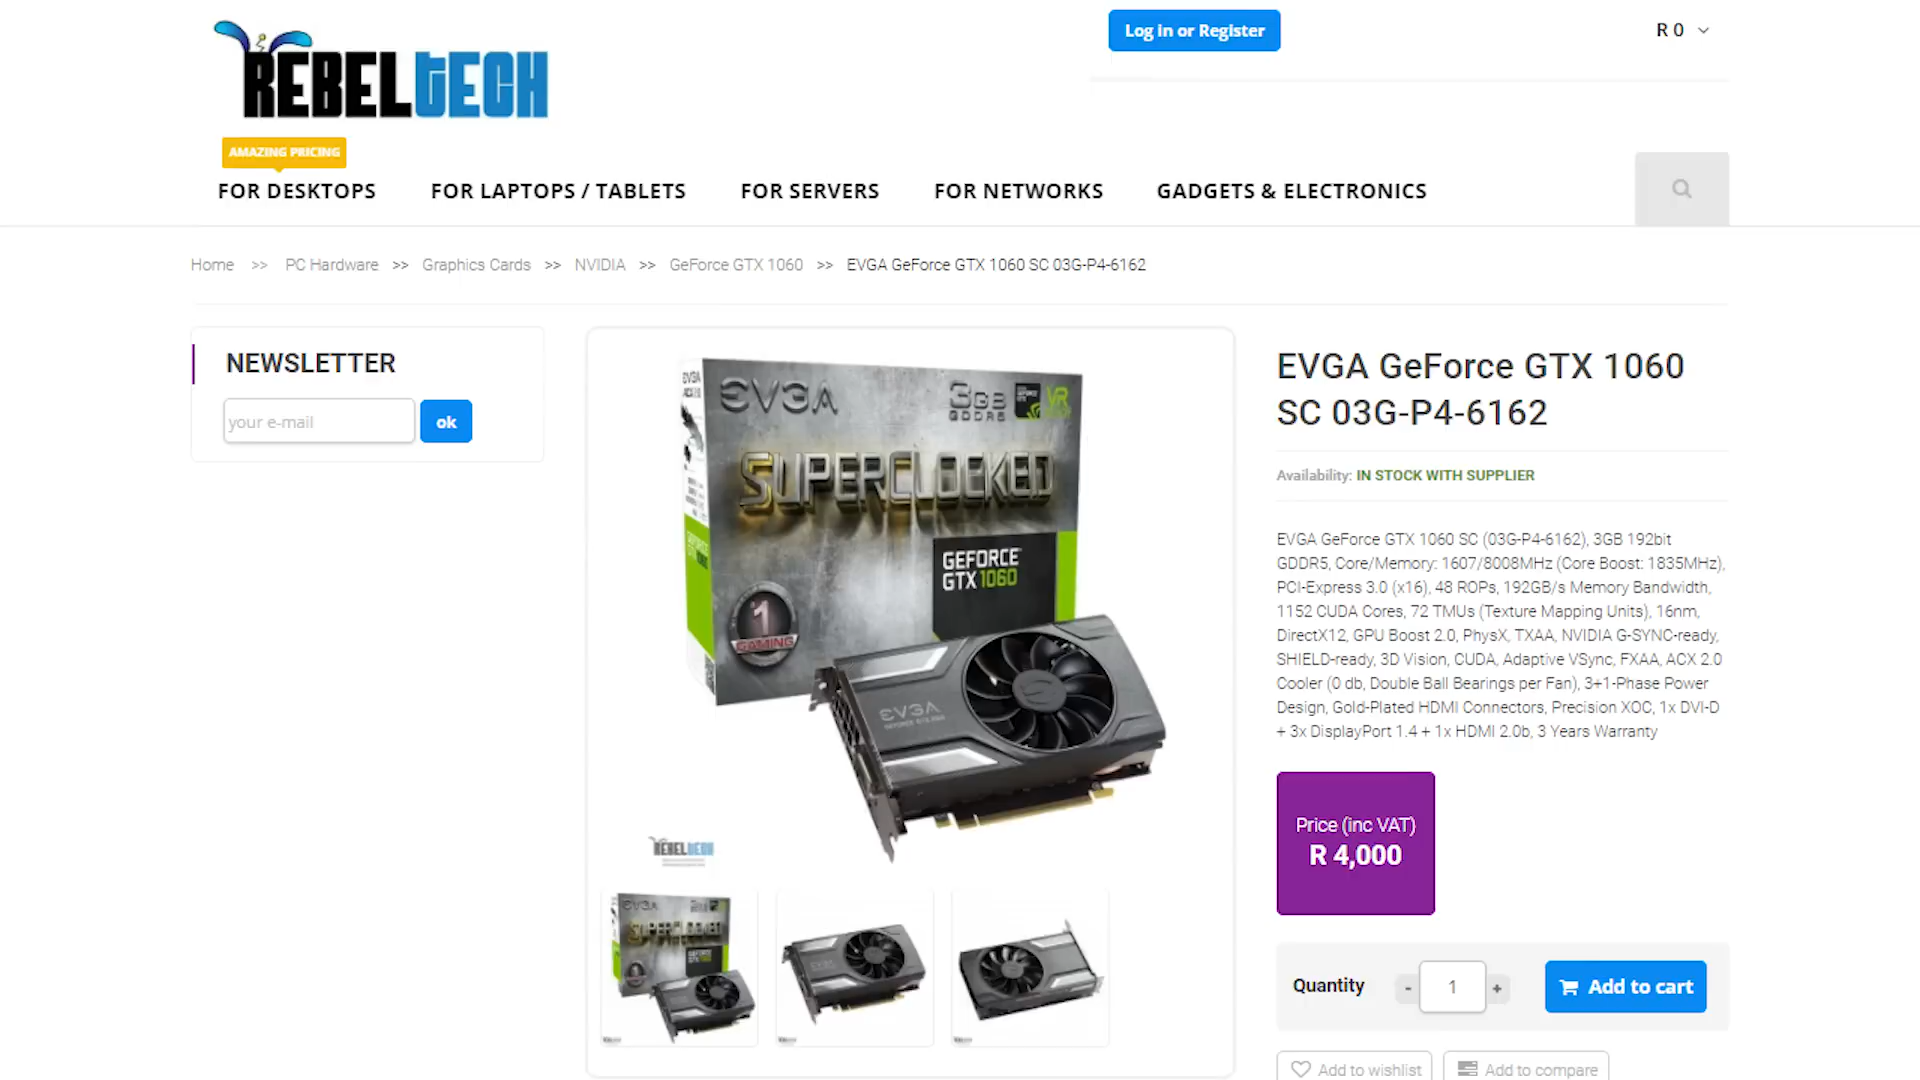 REBELTECH
Log in or Register
R 0
AMAZING PRICING
FOR DESKTOPS
FOR LAPTOPS / TABLETS
FOR SERVERS
FOR NETWORKS
GADGETS & ELECTRONICS
Home >> PC Hardware >> Graphics Cards >> NVIDIA >> GeForce GTX 1060 >> EVGA GeForce GTX 1060 SC 03G-P4-6162
NEWSLETTER
your e-mail
ok
EVGA
3GB
GDDR5
VR
SUPERCLOCKED
GEFORCE
GTX 1060
#1
GAMING
EVGA
REBELTECH
EVGA GeForce GTX 1060
SC 03G-P4-6162
Availability: IN STOCK WITH SUPPLIER
EVGA GeForce GTX 1060 SC (03G-P4-6162), 3GB 192bit
GDDR5, Core/Memory: 1607/8008MHz (Core Boost: 1835MHz),
PCI-Express 3.0 (x16), 48 ROPs, 192GB/s Memory Bandwidth,
1152 CUDA Cores, 72 TMUs (Texture Mapping Units), 16nm,
DirectX12, GPU Boost 2.0, PhysX, TXAA, NVIDIA G-SYNC-ready,
SHIELD-ready, 3D Vision, CUDA, Adaptive VSync, FXAA, ACX 2.0
Cooler (0 db, Double Ball Bearings per Fan), 3+1-Phase Power
Design, Gold-Plated HDMI Connectors, Precision XOC, 1x DVI-D
+ 3x DisplayPort 1.4 + 1x HDMI 2.0b, 3 Years Warranty
Price (inc VAT)
R 4,000
Quantity
-
1
+
Add to cart
Add to wishlist
Add to compare